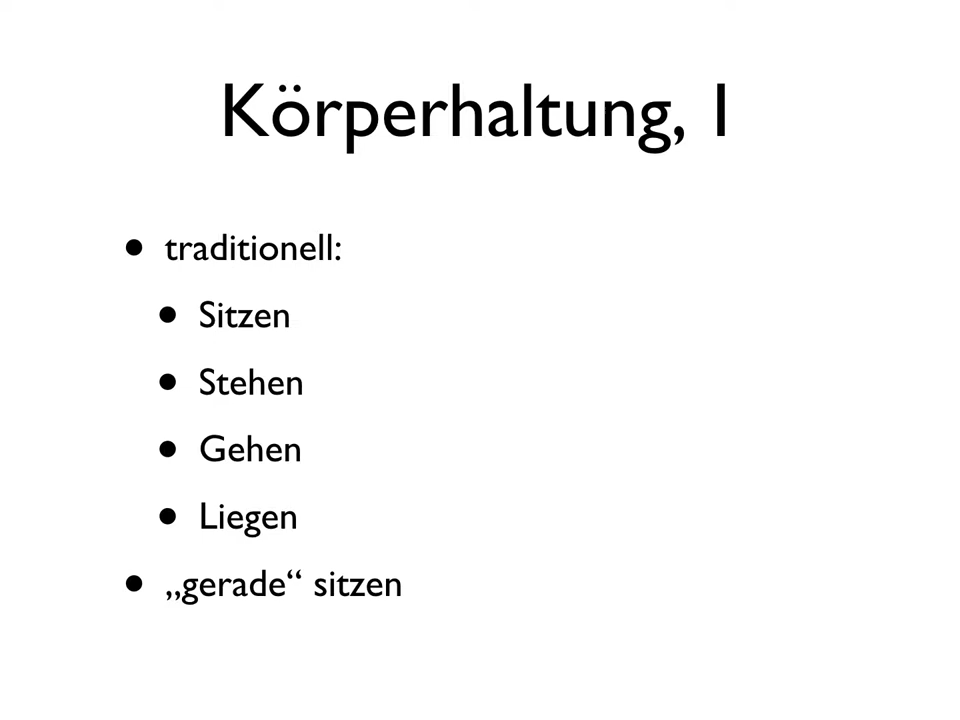 Körperhaltung, 1
• traditionell:
• Sitzen
• Stehen
• Gehen
• Liegen
• „gerade“ sitzen